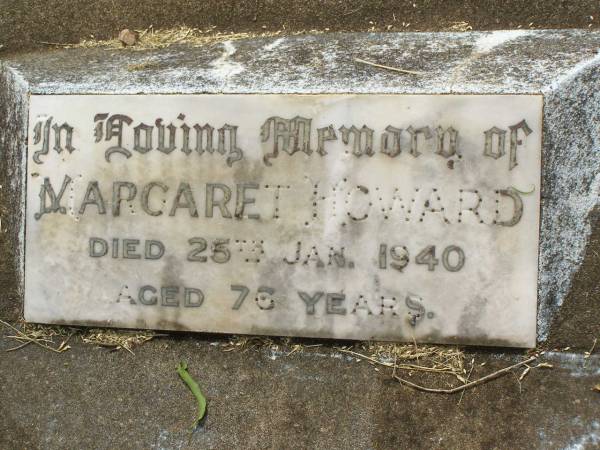 In Loving Memory of
MARGARET HOWARD
DIED 25TH JAN. 1940
AGED 76 YEARS.